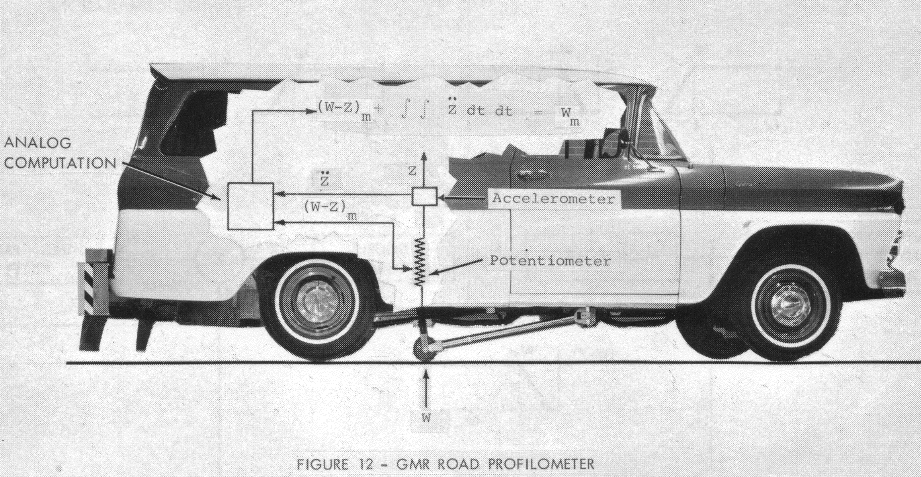 (W-Z)m + ∫ ∫ Z̈ dt dt = Wm
ANALOG
COMPUTATION
Z
Z̈
(W-Z)m
Accelerometer
Potentiometer
W
FIGURE 12 - GMR ROAD PROFILOMETER